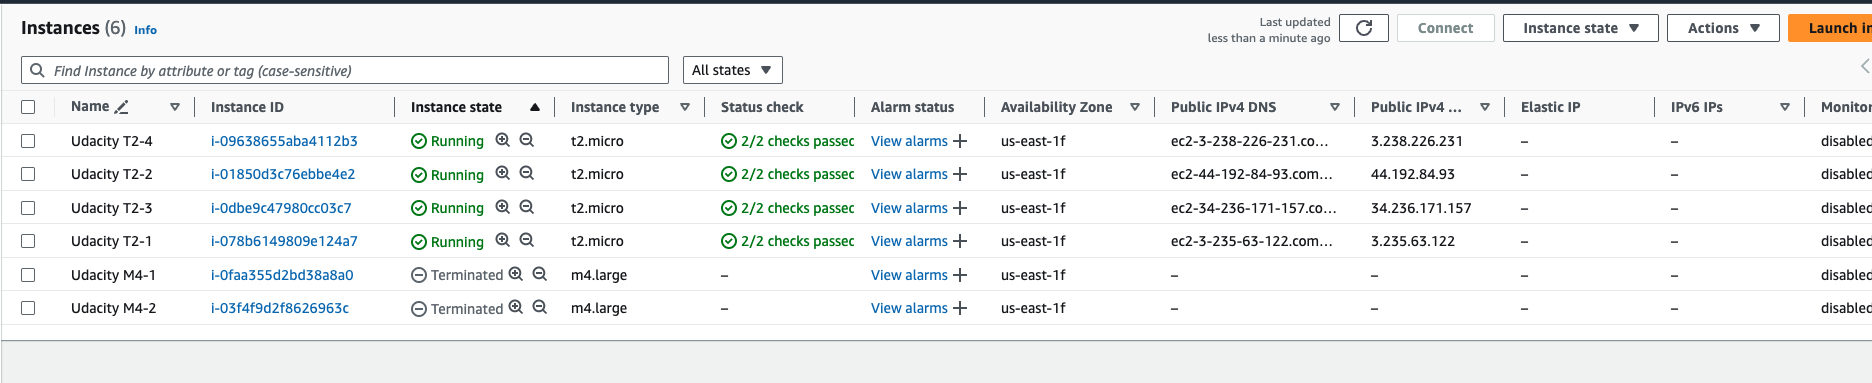 Instances (6) Info
Last updated
less than a minute ago
Connect Instance state Actions Launch in
Find Instance by attribute or tag (case-sensitive) All states
Name Instance ID Instance state Instance type Status check Alarm status Availability Zone Public IPv4 DNS Public IPv4 ... Elastic IP IPv6 IPs Monitor
Udacity T2-4 i-09638655aba4112b3 Running t2.micro 2/2 checks passec View alarms + us-east-1f ec2-3-238-226-231.co... 3.238.226.231 – – disabled
Udacity T2-2 i-01850d3c76ebbe4e2 Running t2.micro 2/2 checks passec View alarms + us-east-1f ec2-44-192-84-93.com... 44.192.84.93 – – disabled
Udacity T2-3 i-0dbe9c47980cc03c7 Running t2.micro 2/2 checks passec View alarms + us-east-1f ec2-34-236-171-157.co... 34.236.171.157 – – disabled
Udacity T2-1 i-078b6149809e124a7 Running t2.micro 2/2 checks passec View alarms + us-east-1f ec2-3-235-63-122.com... 3.235.63.122 – – disabled
Udacity M4-1 i-0faa355d2bd38a8a0 Terminated m4.large – View alarms + us-east-1f – – – – disabled
Udacity M4-2 i-03f4f9d2f8626963c Terminated m4.large – View alarms + us-east-1f – – – – disabled